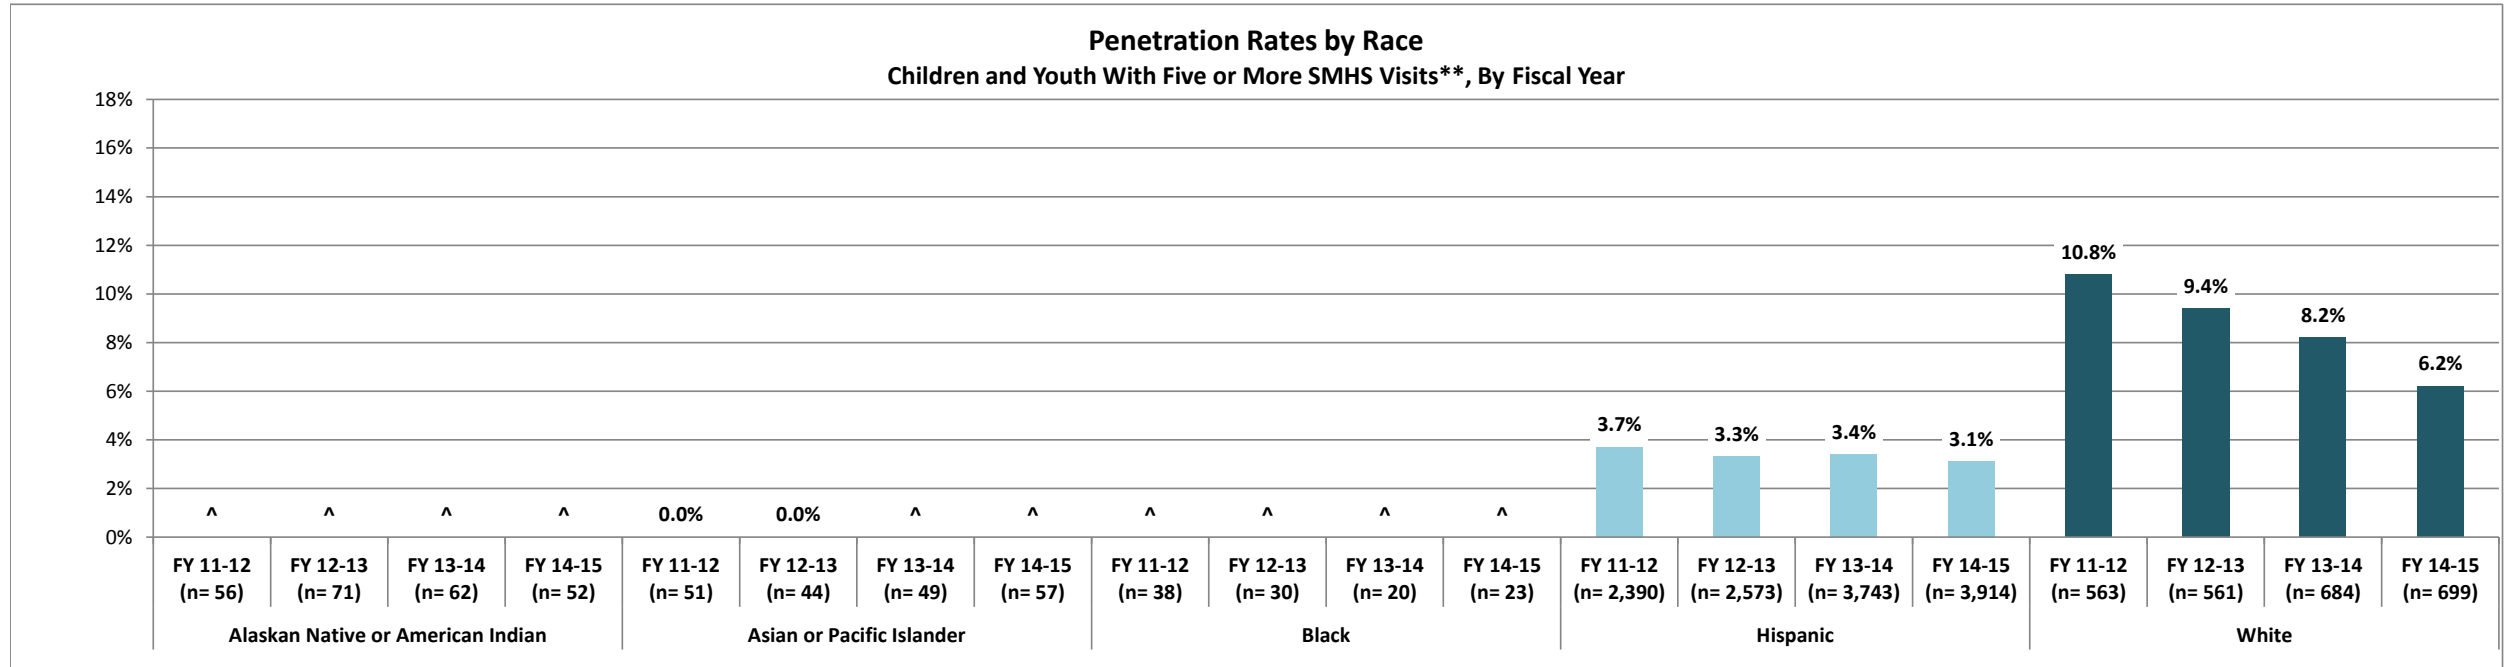 Penetration Rates by Race
Children and Youth With Five or More SMHS Visits**, By Fiscal Year
18%
16%
14%
12%
10%
8%
6%
4%
2%
0%
^ ^ ^ ^ 0.0% 0.0% ^ ^ ^ ^ ^ ^ 3.7% 3.3% 3.4% 3.1% 10.8% 9.4% 8.2% 6.2%
FY 11-12 FY 12-13 FY 13-14 FY 14-15 FY 11-12 FY 12-13 FY 13-14 FY 14-15 FY 11-12 FY 12-13 FY 13-14 FY 14-15 FY 11-12 FY 12-13 FY 13-14 FY 14-15 FY 11-12 FY 12-13 FY 13-14 FY 14-15
(n= 56) (n= 71) (n= 62) (n= 52) (n= 51) (n= 44) (n= 49) (n= 57) (n= 38) (n= 30) (n= 20) (n= 23) (n= 2,390) (n= 2,573) (n= 3,743) (n= 3,914) (n= 563) (n= 561) (n= 684) (n= 699)
Alaskan Native or American Indian Asian or Pacific Islander Black Hispanic White